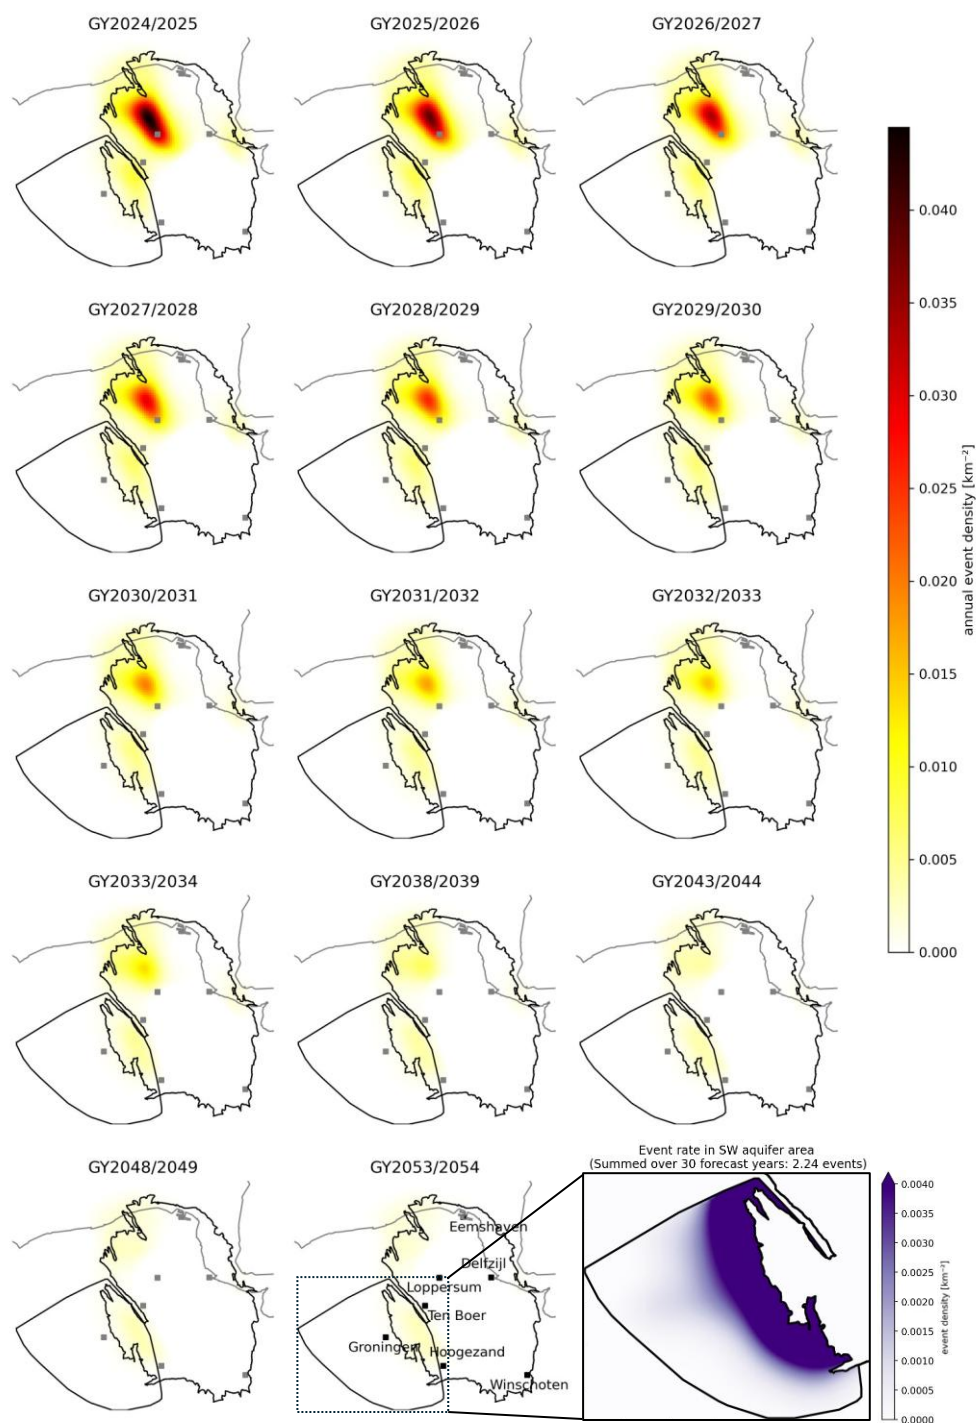 GY2024/2025
GY2025/2026
GY2026/2027
0.040
0.035
GY2027/2028
GY2028/2029
GY2029/2030
0.030
0.025
annual event density [km⁻²]
0.020
GY2030/2031
GY2031/2032
GY2032/2033
0.015
0.010
0.005
GY2033/2034
GY2038/2039
GY2043/2044
0.000
GY2048/2049
GY2053/2054
Event rate in SW aquifer area
(Summed over 30 forecast years: 2.24 events)
Eemshaven
Delfzijl
Loppersum
Ten Boer
Groningen
Hoogezand
Winschoten
0.0040
0.0035
0.0030
0.0025
0.0020
0.0015
0.0010
0.0005
0.0000
event density [km⁻²]